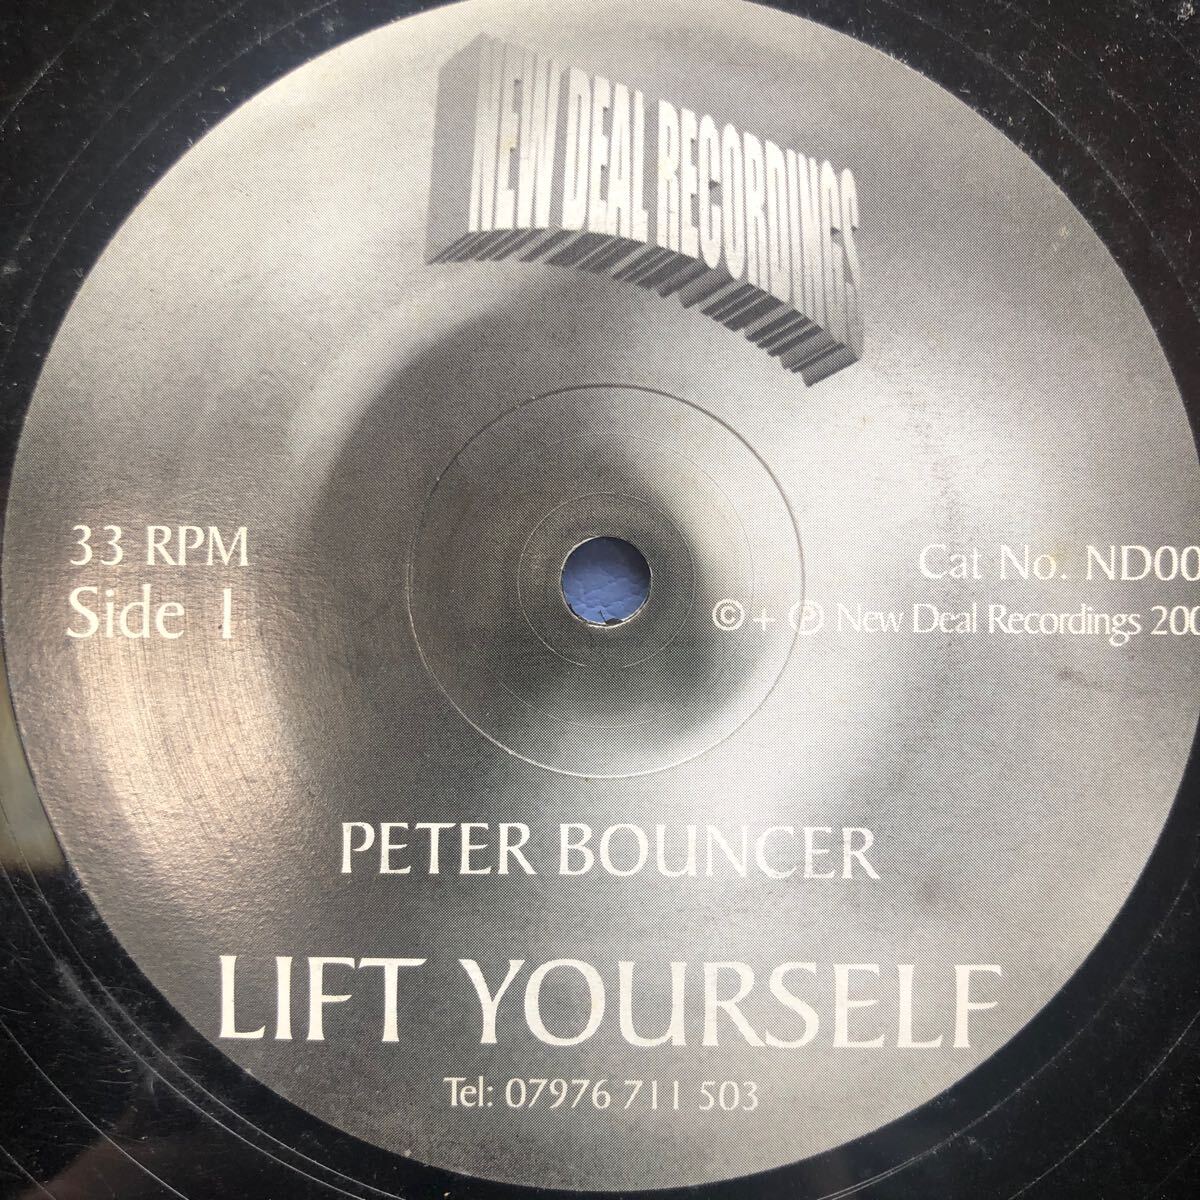 NEW DEAL RECORDINGS
33 RPM
Side 1
Cat No. ND00
© + ℗ New Deal Recordings 200
PETER BOUNCER
LIFT YOURSELF
Tel: 07976 711 503